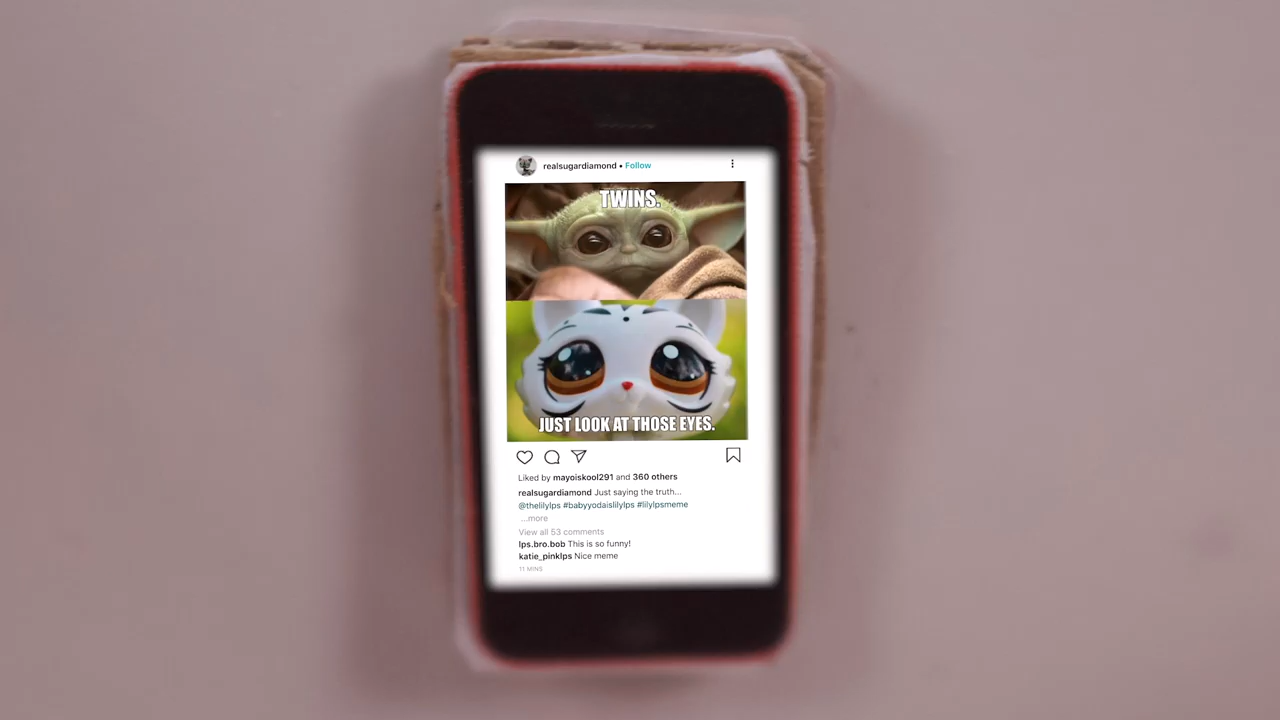 realsugardiamond • Follow
TWINS.
JUST LOOK AT THOSE EYES.
Liked by mayoiskool291 and 360 others
realsugardiamond Just saying the truth...
@thelilylps #babyyodaislilylps #lilylpsmeme
...more
View all 53 comments
lps.bro.bob This is so funny!
katie_pinklps Nice meme
11 MINS